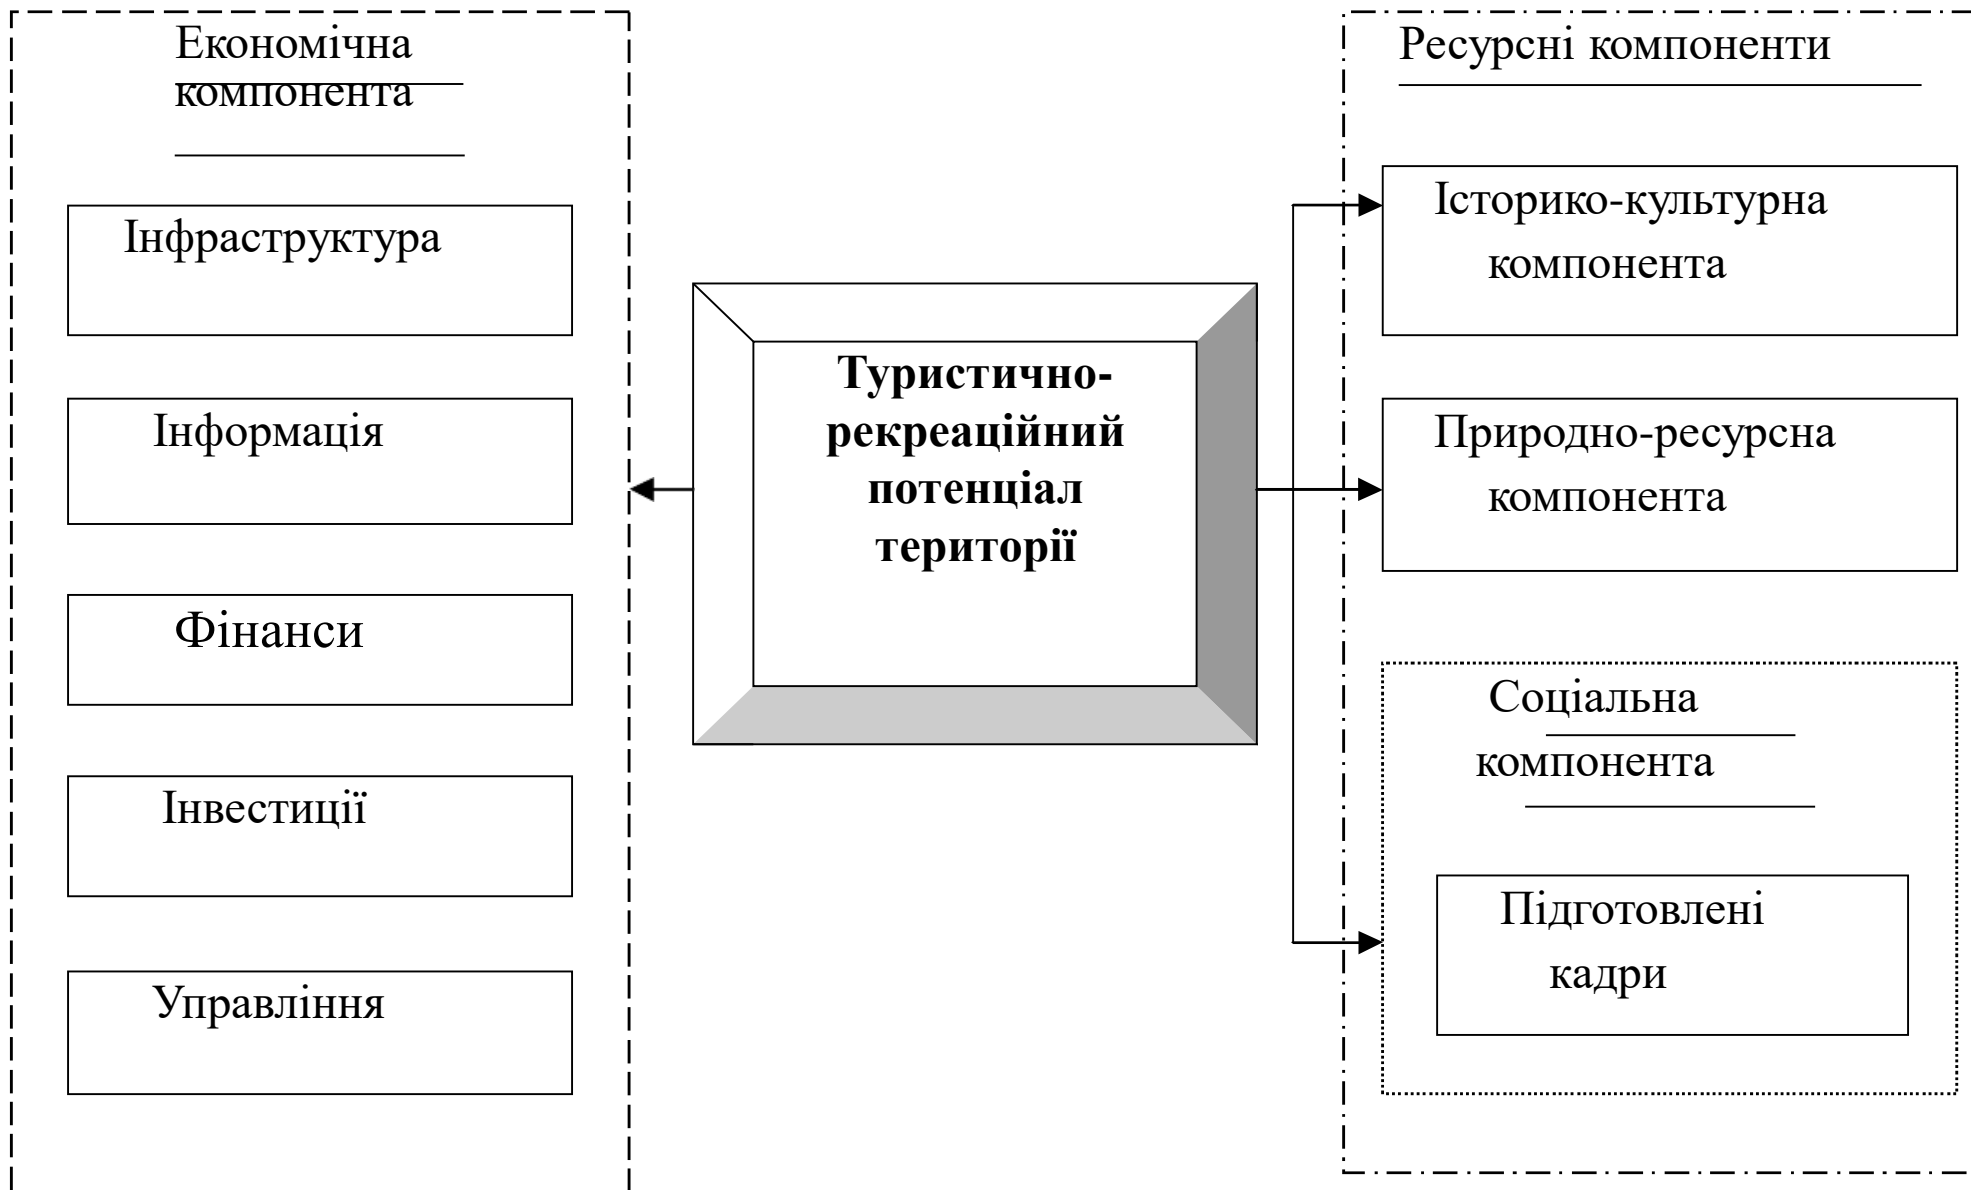 Економічна
компонента
Інфраструктура
Інформація
Фінанси
Інвестиції
Управління
Туристично-
рекреаційний
потенціал
території
Ресурсні компоненти
Історико-культурна
компонента
Природно-ресурсна
компонента
Соціальна
компонента
Підготовлені
кадри